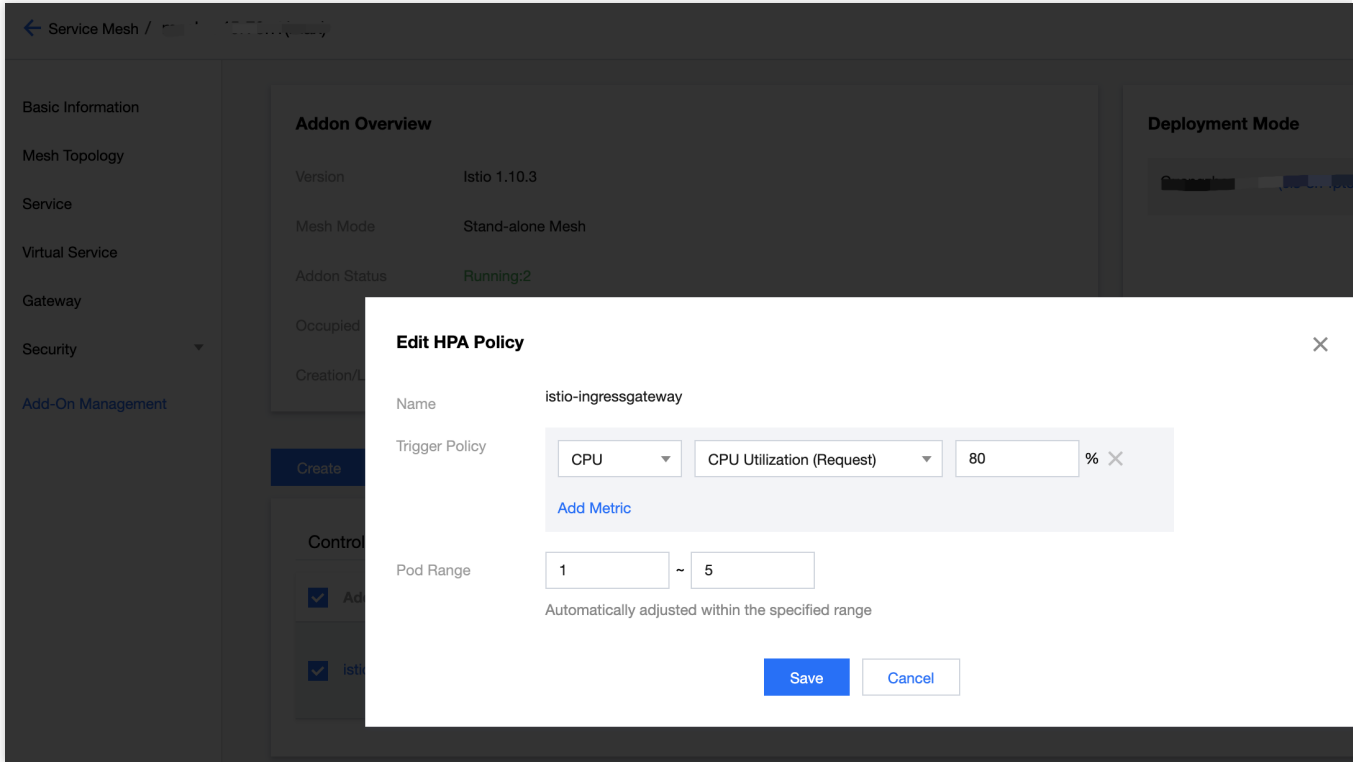 Service Mesh /
Basic Information
Mesh Topology
Service
Virtual Service
Gateway
Security
Add-On Management
Addon Overview
Version Istio 1.10.3
Mesh Mode Stand-alone Mesh
Addon Status Running:2
Occupied
Creation/L
Deployment Mode
Create
Control
Ad
istio
Edit HPA Policy
Name istio-ingressgateway
Trigger Policy CPU CPU Utilization (Request) 80 %
Add Metric
Pod Range 1 ~ 5
Automatically adjusted within the specified range
Save Cancel